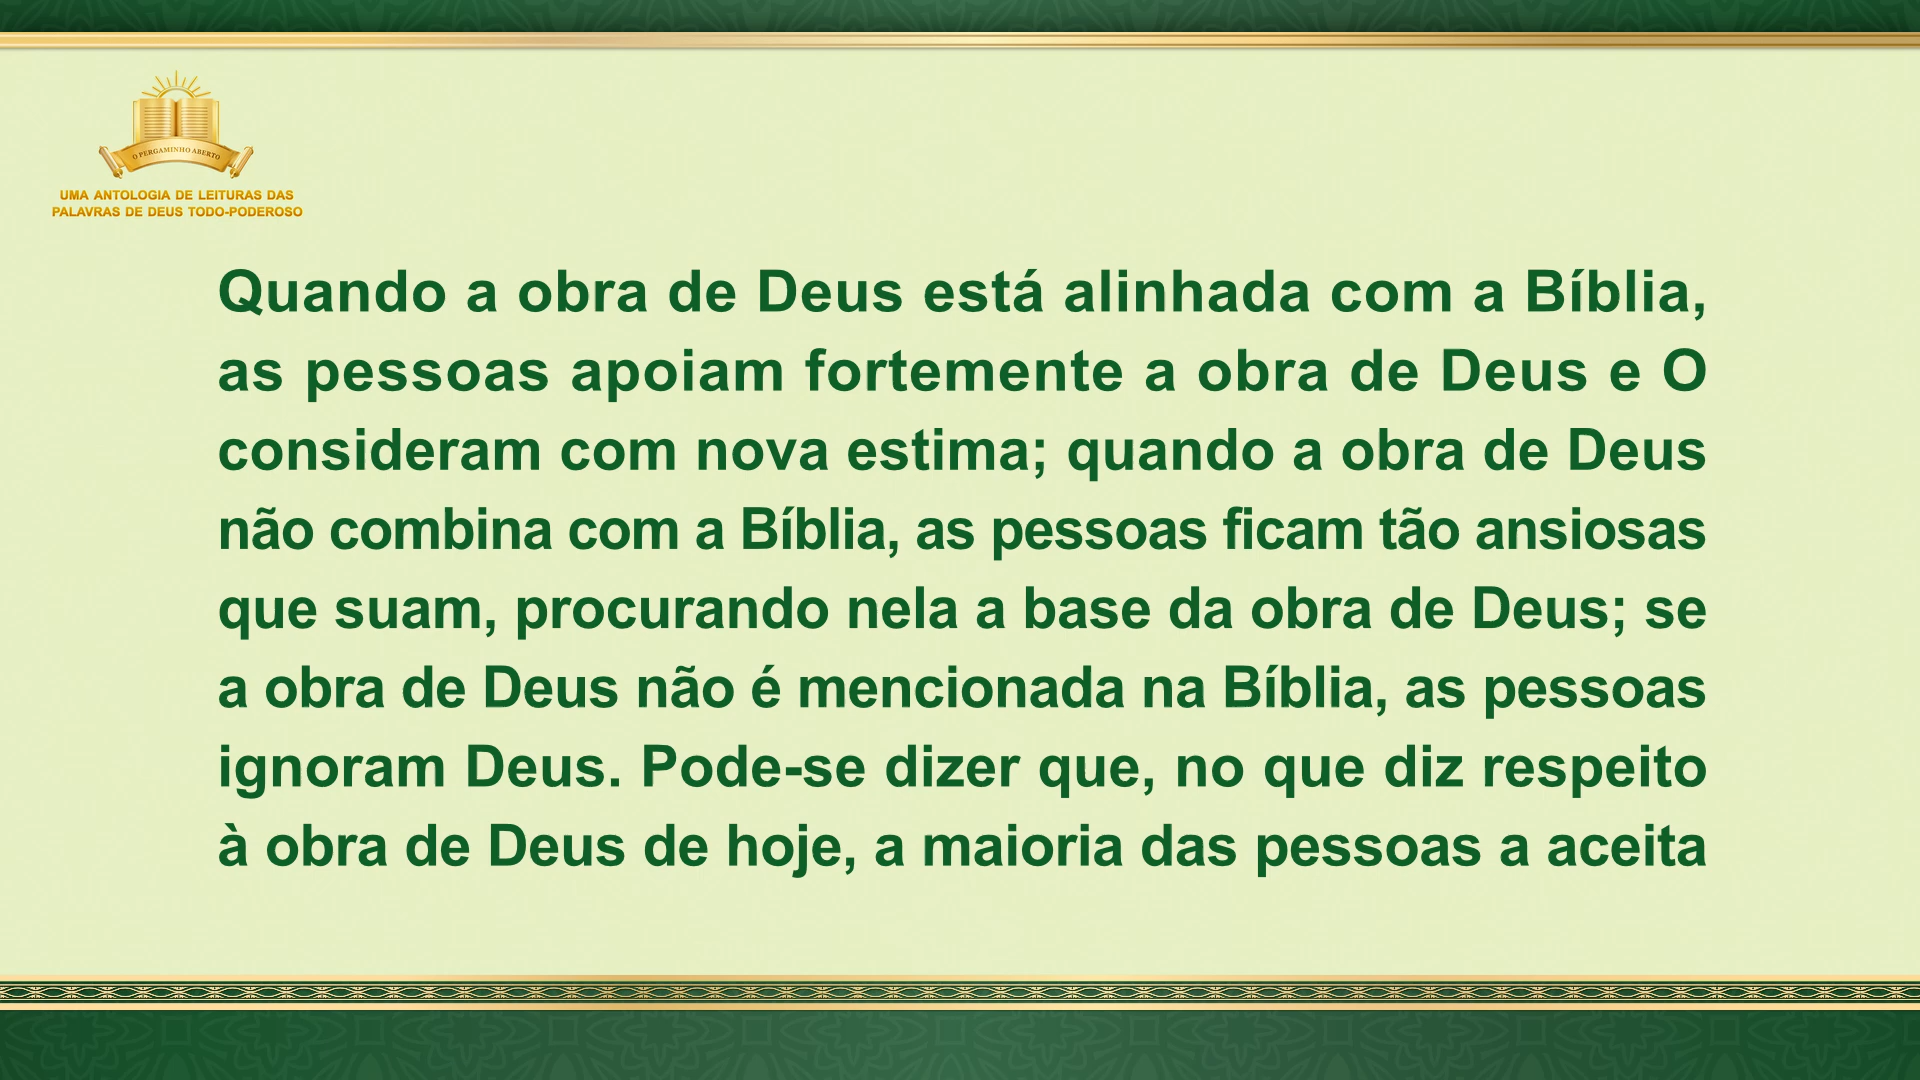 O PERGAMINHO ABERTO
UMA ANTOLOGIA DE LEITURAS DAS
PALAVRAS DE DEUS TODO-PODEROSO
Quando a obra de Deus está alinhada com a Bíblia,
as pessoas apoiam fortemente a obra de Deus e O
consideram com nova estima; quando a obra de Deus
não combina com a Bíblia, as pessoas ficam tão ansiosas
que suam, procurando nela a base da obra de Deus; se
a obra de Deus não é mencionada na Bíblia, as pessoas
ignoram Deus. Pode-se dizer que, no que diz respeito
à obra de Deus de hoje, a maioria das pessoas a aceita